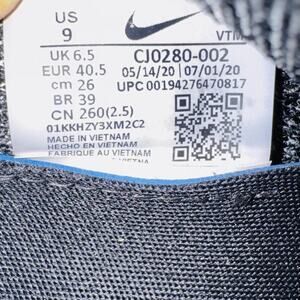 US
9
VTM
UK 6.5
CJ0280-002
EUR 40.5
05/14/20
07/01/20
cm 26
UPC 00194276470817
BR 39
CN 260(2.5)
01KKHZY3XM2C2
MADE IN VIETNAM
HECHO EN VIETNAM
FABRIQUE AU VIETNAM